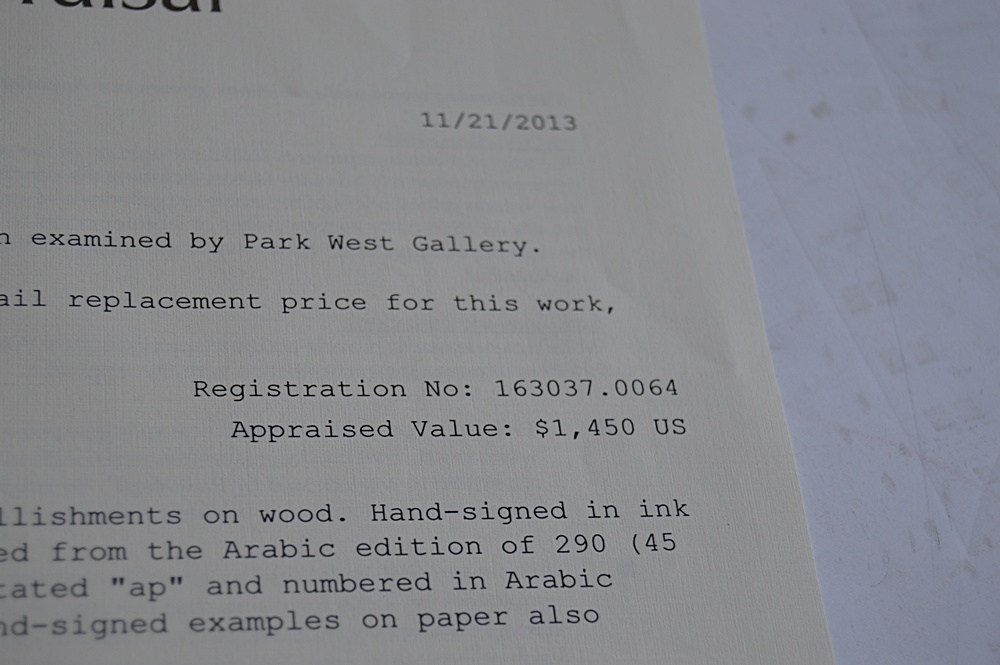 11/21/2013
examined by Park West Gallery.
replacement price for this work,
Registration No: 163037.0064
Appraised Value: $1,450 US
llishments on wood. Hand-signed in ink
ed from the Arabic edition of 290 (45
tated "ap" and numbered in Arabic
nd-signed examples on paper also